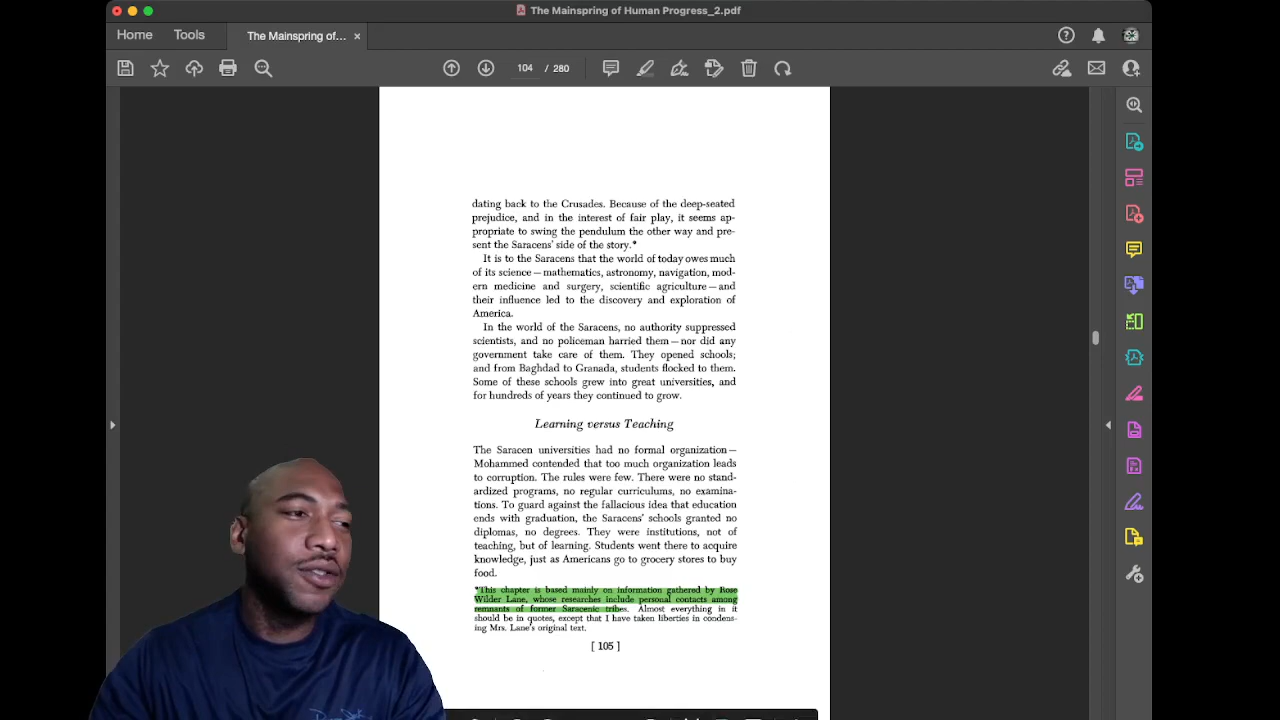 The Mainspring of Human Progress_2.pdf
Home
Tools
The Mainspring of...
104 / 280
dating back to the Crusades. Because of the deep-seated
prejudice, and in the interest of fair play, it seems ap-
propriate to swing the pendulum the other way and pre-
sent the Saracens' side of the story.*
It is to the Saracens that the world of today owes much
of its science—mathematics, astronomy, navigation, mod-
ern medicine and surgery, scientific agriculture—and
their influence led to the discovery and exploration of
America.
In the world of the Saracens, no authority suppressed
scientists, and no policeman harried them—nor did any
government take care of them. They opened schools;
and from Baghdad to Granada, students flocked to them.
Some of these schools grew into great universities, and
for hundreds of years they continued to grow.
Learning versus Teaching
The Saracen universities had no formal organization—
Mohammed contended that too much organization leads
to corruption. The rules were few. There were no stand-
ardized programs, no regular curriculums, no examina-
tions. To guard against the fallacious idea that education
ends with graduation, the Saracens' schools granted no
diplomas, no degrees. They were institutions, not of
teaching, but of learning. Students went there to acquire
knowledge, just as Americans go to grocery stores to buy
food.
*This chapter is based mainly on information gathered by Rose
Wilder Lane, whose researches include personal contacts among
remnants of former Saracenic tribes. Almost everything in it
should be in quotes, except that I have taken liberties in condens-
ing Mrs. Lane's original text.
[ 105 ]